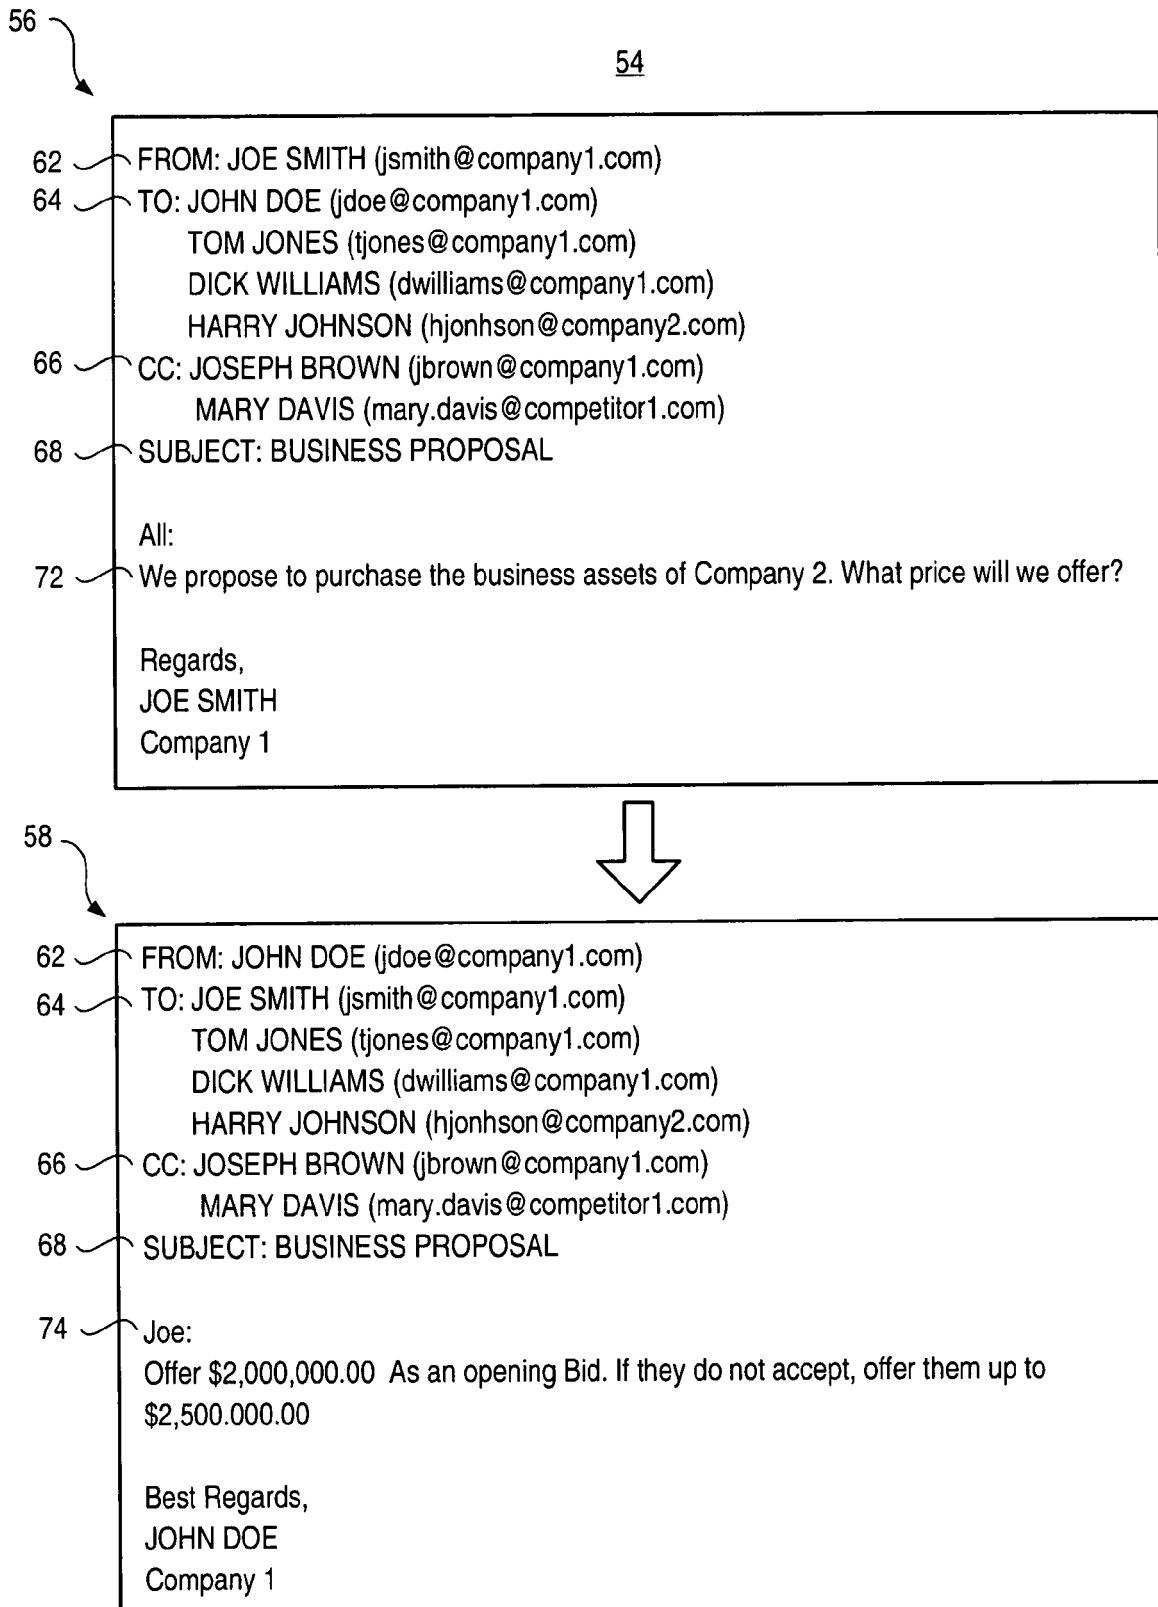 56
54
62 FROM: JOE SMITH (jsmith@company1.com)
64 TO: JOHN DOE (jdoe@company1.com)
TOM JONES (tjones@company1.com)
DICK WILLIAMS (dwilliams@company1.com)
HARRY JOHNSON (hjonhson@company2.com)
66 CC: JOSEPH BROWN (jbrown@company1.com)
MARY DAVIS (mary.davis@competitor1.com)
68 SUBJECT: BUSINESS PROPOSAL
All:
72 We propose to purchase the business assets of Company 2. What price will we offer?
Regards,
JOE SMITH
Company 1
58
62 FROM: JOHN DOE (jdoe@company1.com)
64 TO: JOE SMITH (jsmith@company1.com)
TOM JONES (tjones@company1.com)
DICK WILLIAMS (dwilliams@company1.com)
HARRY JOHNSON (hjonhson@company2.com)
66 CC: JOSEPH BROWN (jbrown@company1.com)
MARY DAVIS (mary.davis@competitor1.com)
68 SUBJECT: BUSINESS PROPOSAL
74 Joe:
Offer $2,000,000.00 As an opening Bid. If they do not accept, offer them up to
$2,500.000.00
Best Regards,
JOHN DOE
Company 1